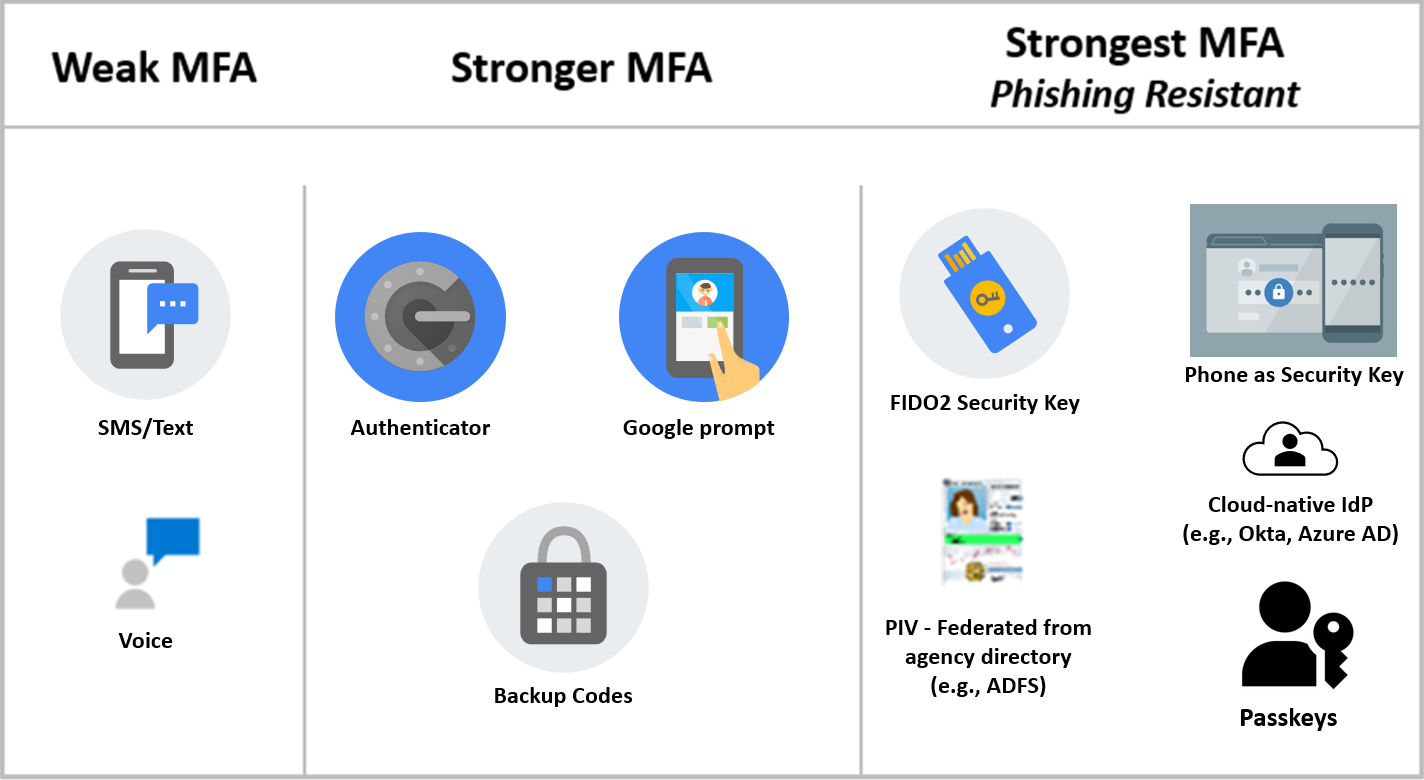 Weak MFA
Stronger MFA
Strongest MFA
Phishing Resistant
SMS/Text
Voice
Authenticator
Google prompt
Backup Codes
FIDO2 Security Key
PIV - Federated from
agency directory
(e.g., ADFS)
Phone as Security Key
Cloud-native IdP
(e.g., Okta, Azure AD)
Passkeys